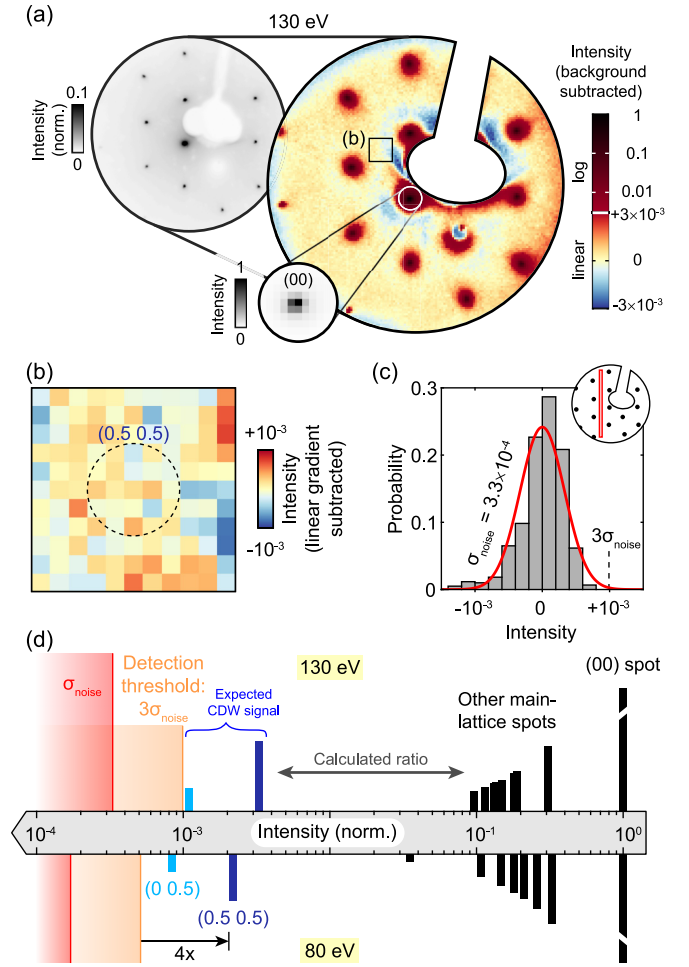 (a)
130 eV
Intensity
(norm.)
0.1
0
(b)
Intensity
(background
subtracted)
log
linear
1
0.1
0.01
+3×10⁻³
0
-3×10⁻³
Intensity
1
0
(00)
(b)
(0.5 0.5)
+10⁻³
-10⁻³
Intensity
(linear gradient
subtracted)
(c)
Probability
0.3
0.2
0.1
0
σnoise = 3.3×10⁻⁴
3σnoise
-10⁻³
0
+10⁻³
Intensity
(d)
130 eV
(00) spot
σnoise
Detection
threshold:
3σnoise
Expected
CDW signal
Other main-
lattice spots
Calculated ratio
10⁻⁴
10⁻³
Intensity (norm.)
10⁻¹
10⁰
(0 0.5)
(0.5 0.5)
4x
80 eV